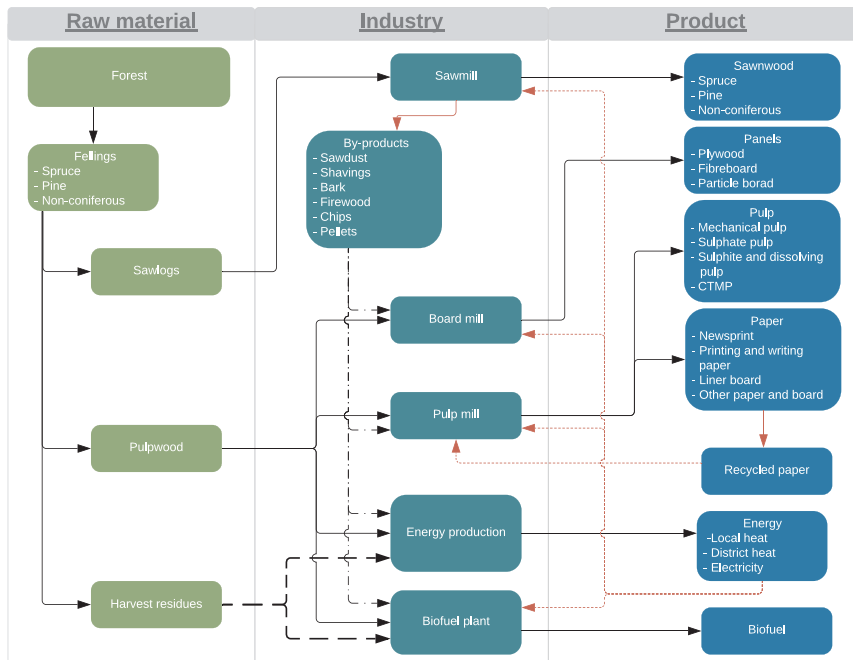 Raw material
Industry
Product
Forest
Fellings
- Spruce
- Pine
- Non-coniferous
Sawlogs
Pulpwood
Harvest residues
Sawmill
By-products
- Sawdust
- Shavings
- Bark
- Firewood
- Chips
- Pellets
Board mill
Pulp mill
Energy production
Biofuel plant
Sawnwood
- Spruce
- Pine
- Non-coniferous
Panels
- Plywood
- Fibreboard
- Particle borad
Pulp
- Mechanical pulp
- Sulphate pulp
- Sulphite and dissolving
pulp
- CTMP
Paper
- Newsprint
- Printing and writing
paper
- Liner board
- Other paper and board
Recycled paper
Energy
-Local heat
- District heat
- Electricity
Biofuel